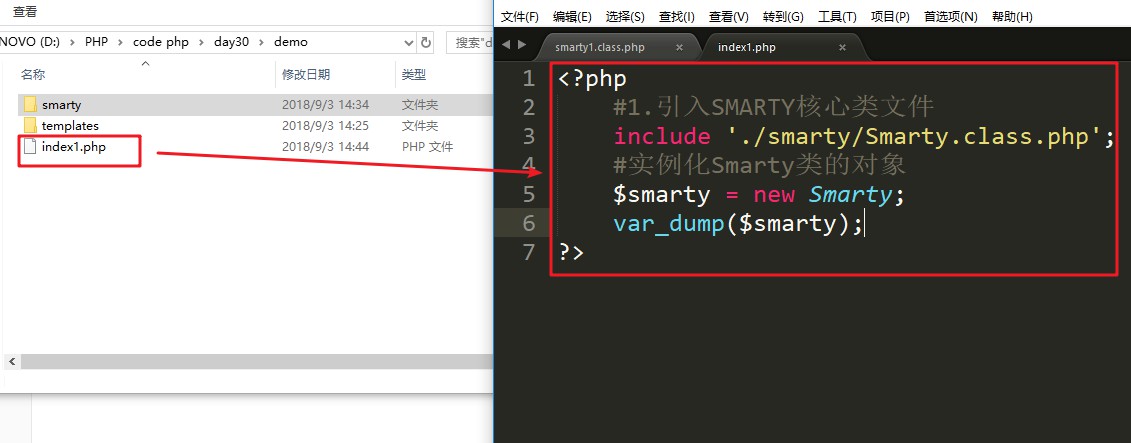 查看
NOVO (D:) > PHP > code php > day30 > demo
搜索"d
名称 修改日期 类型
smarty 2018/9/3 14:34 文件夹
templates 2018/9/3 14:25 文件夹
index1.php 2018/9/3 14:44 PHP 文件
文件(F) 编辑(E) 选择(S) 查找(I) 查看(V) 转到(G) 工具(T) 项目(P) 首选项(N) 帮助(H)
smarty1.class.php × index1.php ×
1 <?php
2 #1.引入SMARTY核心类文件
3 include './smarty/Smarty.class.php';
4 #实例化Smarty类的对象
5 $smarty = new Smarty;
6 var_dump($smarty);
7 ?>